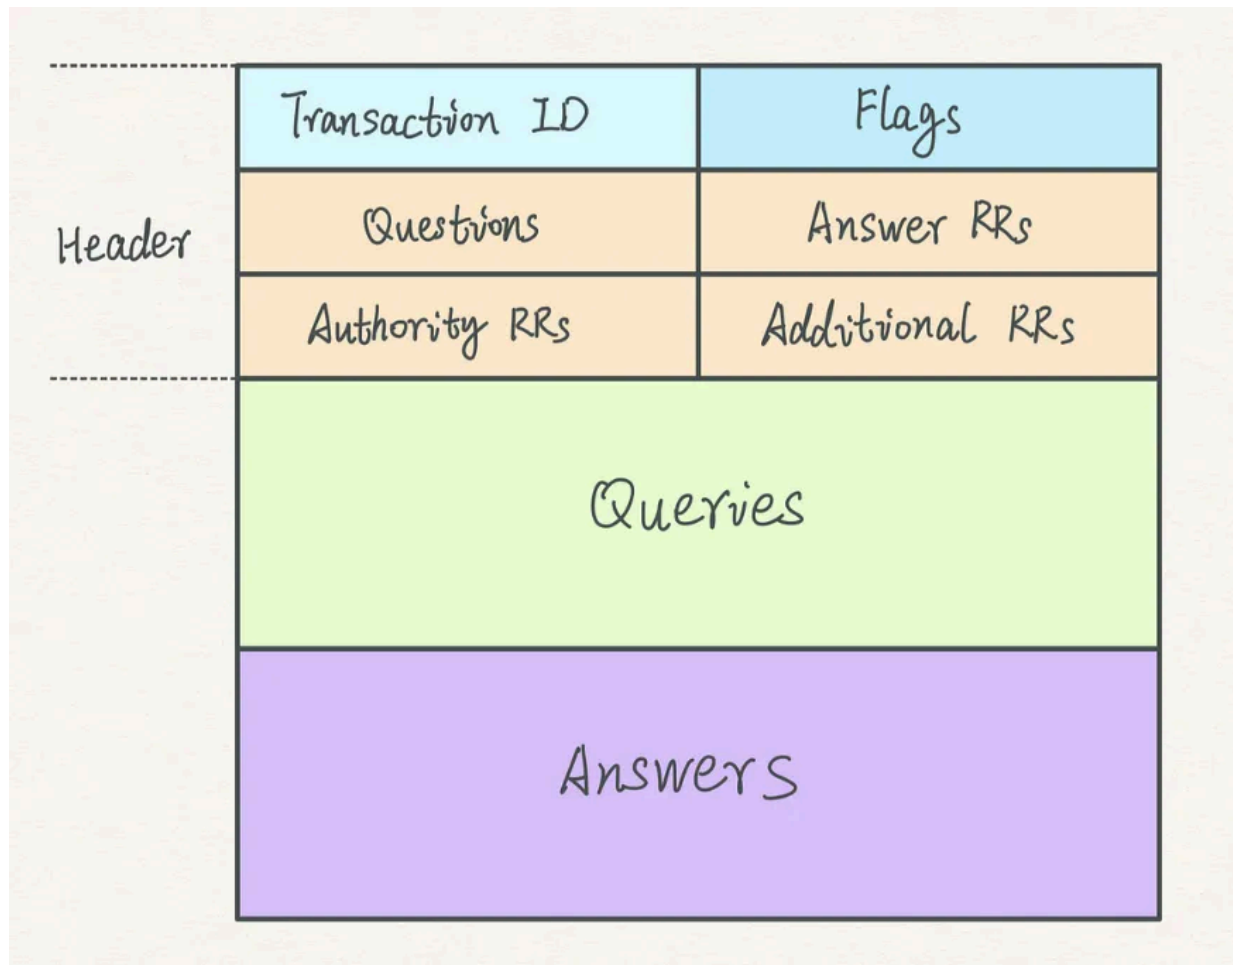 Transaction ID
Flags
Header
Questions
Answer RRs
Authority RRs
Additional RRs
Queries
Answers